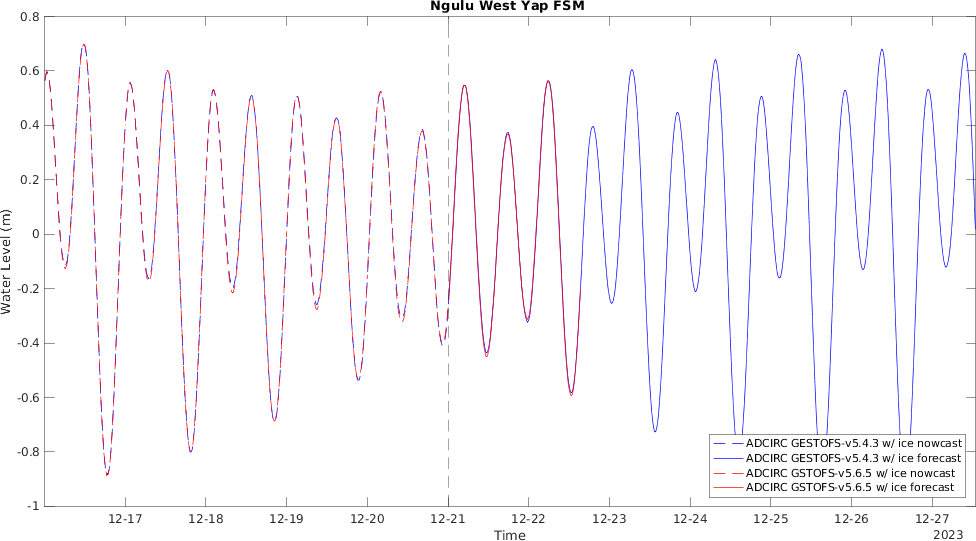 Ngulu West Yap FSM
0.8
0.6
0.4
0.2
0
-0.2
-0.4
-0.6
-0.8
-1
Water Level (m)
ADCIRC GESTOFS-v5.4.3 w/ ice nowcast
ADCIRC GESTOFS-v5.4.3 w/ ice forecast
ADCIRC GSTOFS-v5.6.5 w/ ice nowcast
ADCIRC GSTOFS-v5.6.5 w/ ice forecast
12-17 12-18 12-19 12-20 12-21 12-22 12-23 12-24 12-25 12-26 12-27
Time
2023